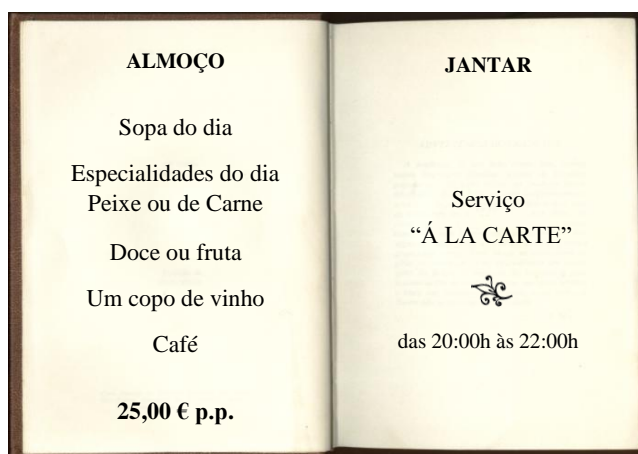 ALMOÇO
Sopa do dia
Especialidades do dia
Peixe ou de Carne
Doce ou fruta
Um copo de vinho
Café
25,00 € p.p.
JANTAR
Serviço
“Á LA CARTE”
das 20:00h às 22:00h